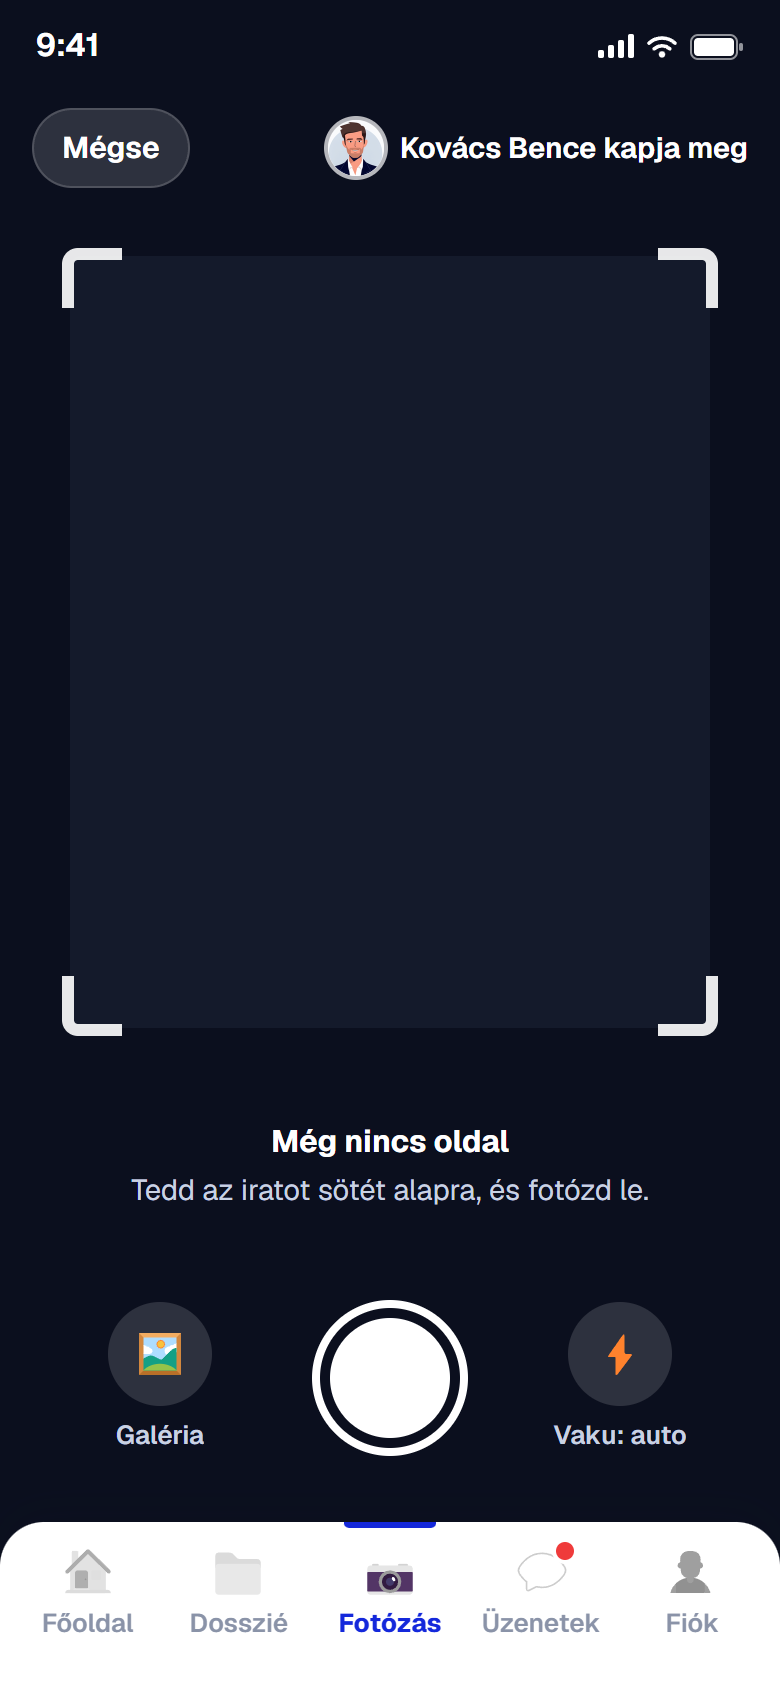 9:41
Mégse
Kovács Bence kapja meg
Még nincs oldal
Tedd az iratot sötét alapra, és fotózd le.
Galéria
Vaku: auto
Főoldal
Dosszié
Fotózás
Üzenetek
Fiók